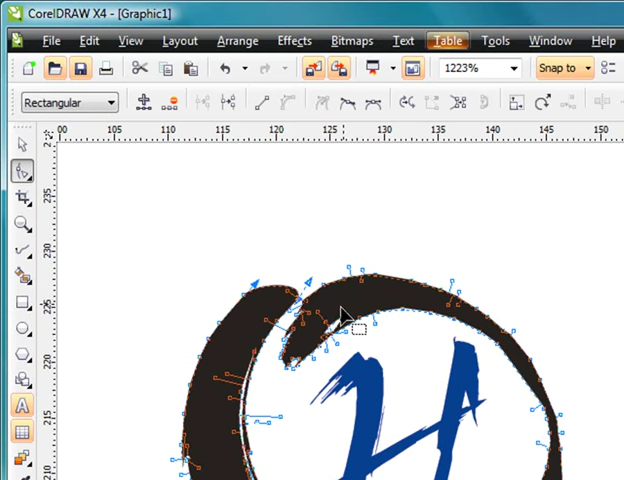 CorelDRAW X4 - [Graphic1]
File Edit View Layout Arrange Effects Bitmaps Text Table Tools Window Help
1223% Snap to
Rectangular
00 105 110 115 120 125 130 135 140 145 150
235
230
225
220
215
210
A
H